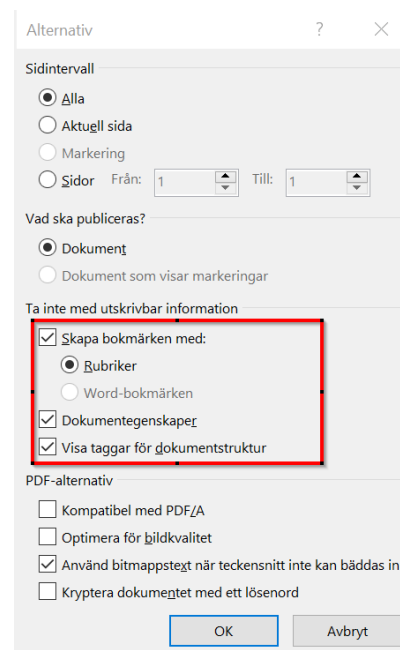 Alternativ ?
Sidintervall
Alla
Aktuell sida
Markering
Sidor Från: 1 Till: 1
Vad ska publiceras?
Dokument
Dokument som visar markeringar
Ta inte med utskrivbar information
Skapa bokmärken med:
Rubriker
Word-bokmärken
Dokumentegenskaper
Visa taggar för dokumentstruktur
PDF-alternativ
Kompatibel med PDF/A
Optimera för bildkvalitet
Använd bitmappstext när teckensnitt inte kan bäddas in
Kryptera dokumentet med ett lösenord
OK Avbryt